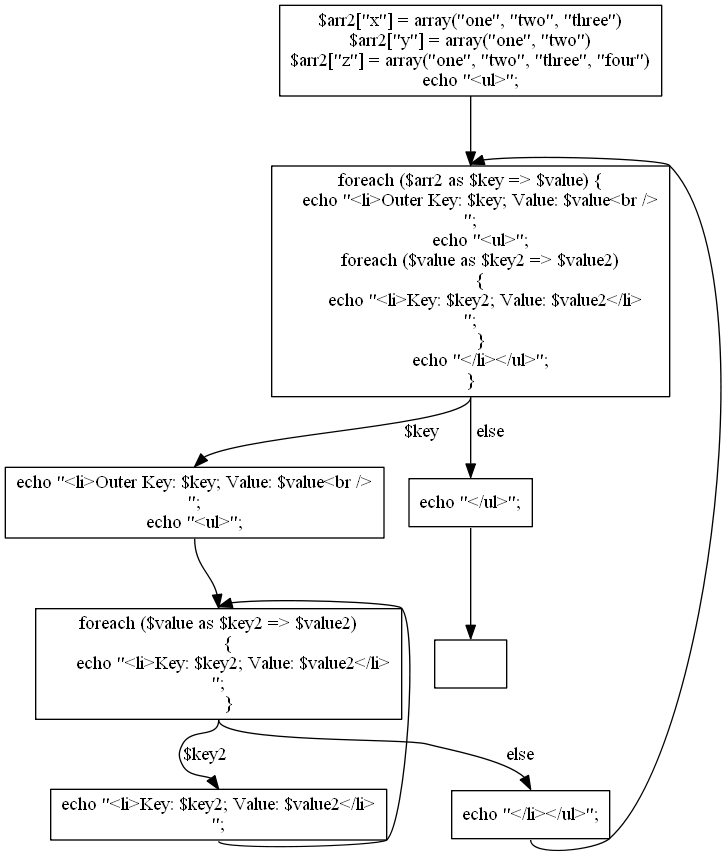 $arr2["x"] = array("one", "two", "three")
$arr2["y"] = array("one", "two")
$arr2["z"] = array("one", "two", "three", "four")
echo "<ul>";
foreach ($arr2 as $key => $value) {
echo "<li>Outer Key: $key; Value: $value<br />
";
echo "<ul>";
foreach ($value as $key2 => $value2)
{
echo "<li>Key: $key2; Value: $value2</li>
";
}
echo "</li></ul>";
}
$key
else
echo "<li>Outer Key: $key; Value: $value<br />
";
echo "<ul>";
echo "</ul>";
foreach ($value as $key2 => $value2)
{
echo "<li>Key: $key2; Value: $value2</li>
";
}
$key2
else
echo "<li>Key: $key2; Value: $value2</li>
";
echo "</li></ul>";